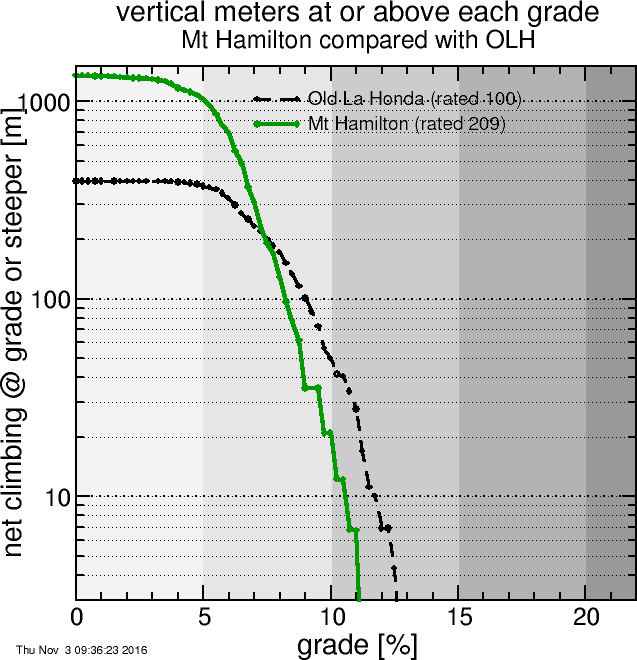 vertical meters at or above each grade
Mt Hamilton compared with OLH
net climbing @ grade or steeper [m]
1000
100
10
Old La Honda (rated 100)
Mt Hamilton (rated 209)
0 5 10 15 20
grade [%]
Thu Nov 3 09:36:23 2016